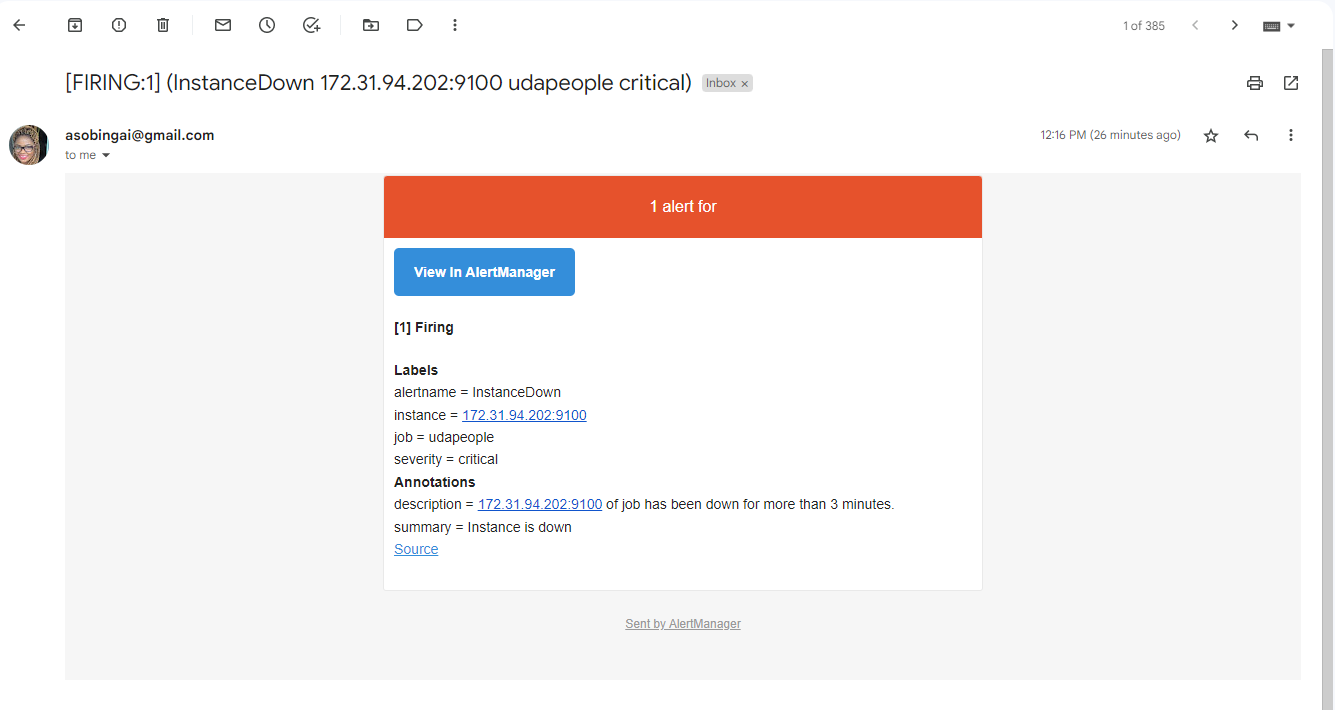 1 of 385
[FIRING:1] (InstanceDown 172.31.94.202:9100 udapeople critical) Inbox ×
asobingai@gmail.com 12:16 PM (26 minutes ago)
to me
1 alert for
View In AlertManager
[1] Firing
Labels
alertname = InstanceDown
instance = 172.31.94.202:9100
job = udapeople
severity = critical
Annotations
description = 172.31.94.202:9100 of job has been down for more than 3 minutes.
summary = Instance is down
Source
Sent by AlertManager